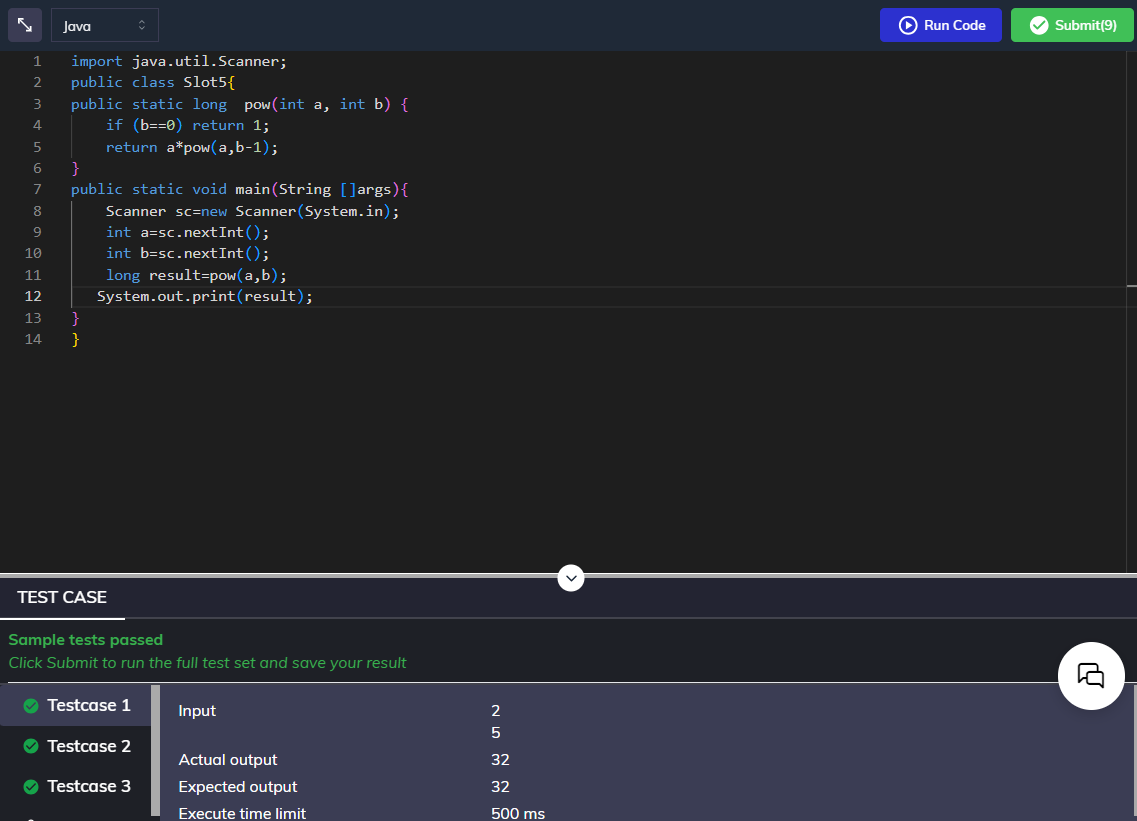 Java
Run Code
Submit(9)
1 import java.util.Scanner;
2 public class Slot5{
3 public static long  pow(int a, int b) {
4     if (b==0) return 1;
5     return a*pow(a,b-1);
6 }
7 public static void main(String []args){
8     Scanner sc=new Scanner(System.in);
9     int a=sc.nextInt();
10     int b=sc.nextInt();
11     long result=pow(a,b);
12    System.out.print(result);
13 }
14 }
TEST CASE
Sample tests passed
Click Submit to run the full test set and save your result
Testcase 1
Testcase 2
Testcase 3
Input 2
5
Actual output 32
Expected output 32
Execute time limit 500 ms